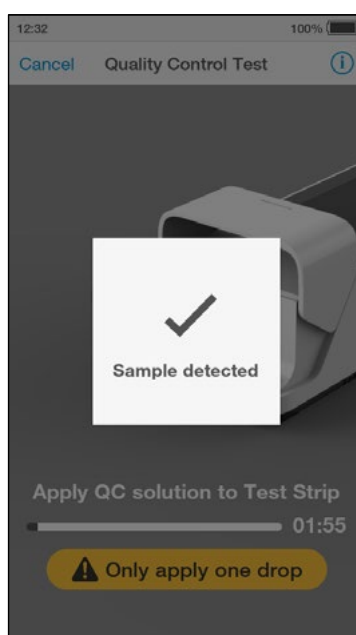 12:32 100%
Cancel Quality Control Test
Sample detected
Apply QC solution to Test Strip
01:55
Only apply one drop